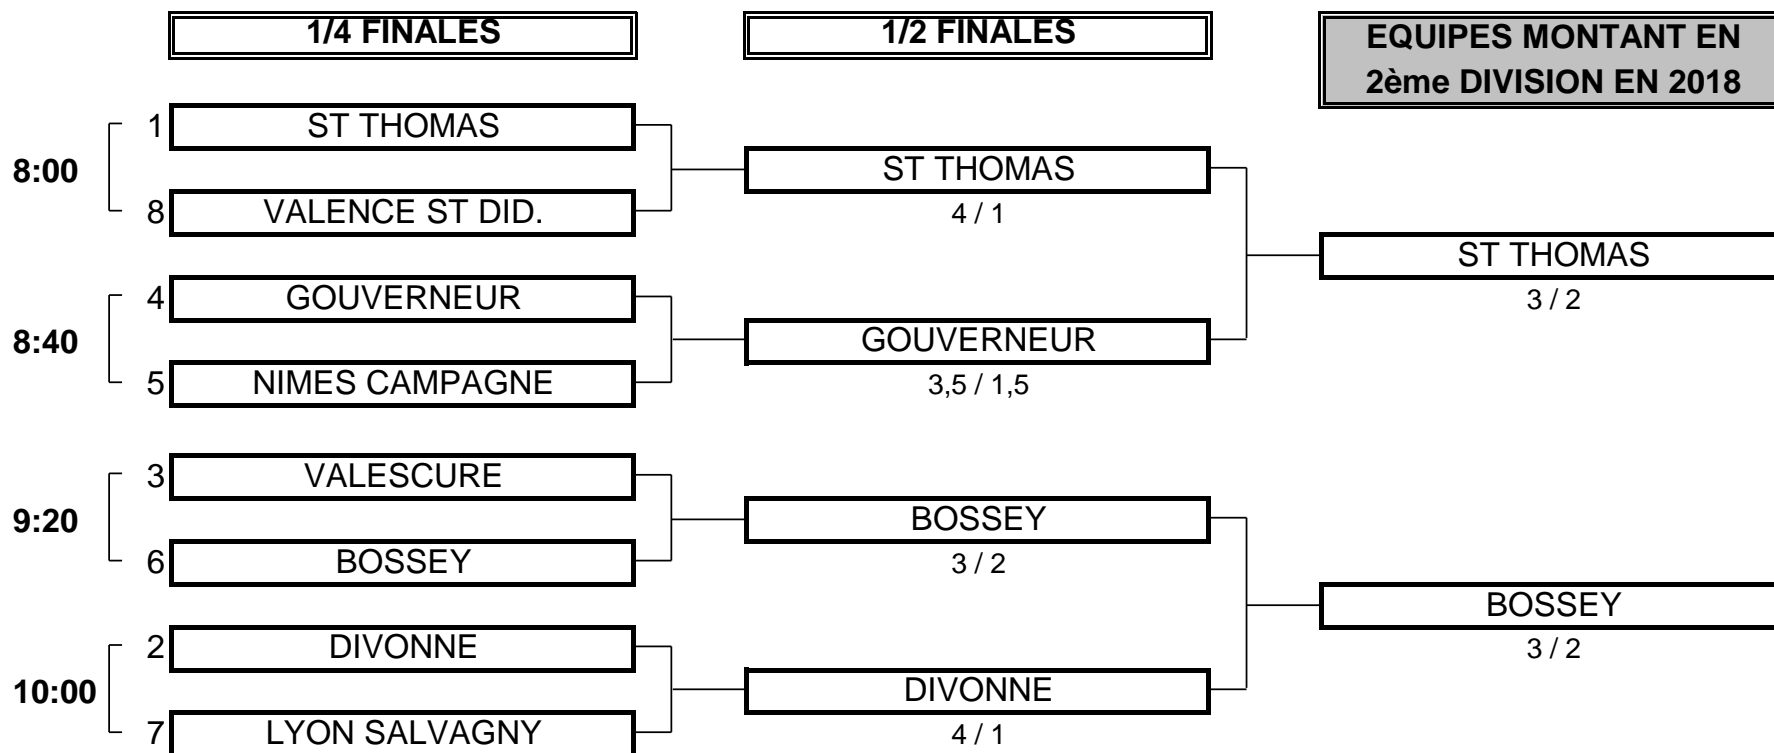 1/4 FINALES
1/2 FINALES
EQUIPES MONTANT EN
2ème DIVISION EN 2018
8:00
1 ST THOMAS
8 VALENCE ST DID.
ST THOMAS
4 / 1
8:40
4 GOUVERNEUR
5 NIMES CAMPAGNE
GOUVERNEUR
3,5 / 1,5
ST THOMAS
3 / 2
9:20
3 VALESCURE
6 BOSSEY
BOSSEY
3 / 2
10:00
2 DIVONNE
7 LYON SALVAGNY
DIVONNE
4 / 1
BOSSEY
3 / 2